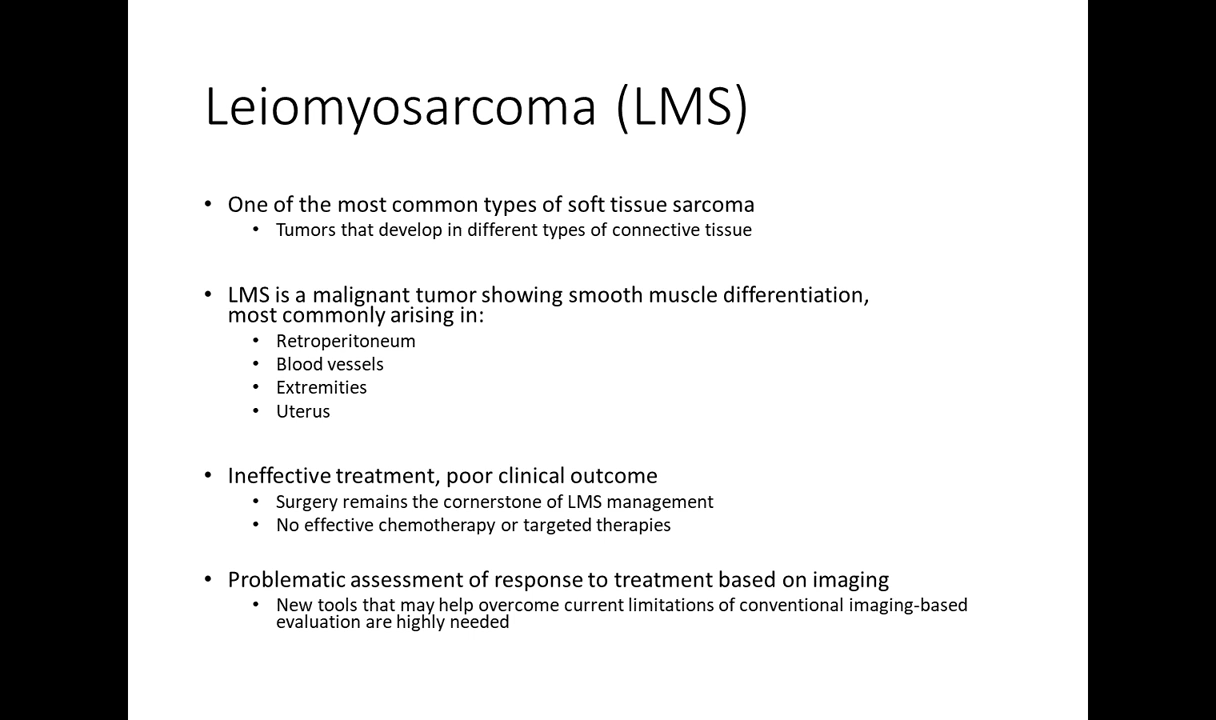 Leiomyosarcoma (LMS)
• One of the most common types of soft tissue sarcoma
• Tumors that develop in different types of connective tissue
• LMS is a malignant tumor showing smooth muscle differentiation,
most commonly arising in:
• Retroperitoneum
• Blood vessels
• Extremities
• Uterus
• Ineffective treatment, poor clinical outcome
• Surgery remains the cornerstone of LMS management
• No effective chemotherapy or targeted therapies
• Problematic assessment of response to treatment based on imaging
• New tools that may help overcome current limitations of conventional imaging-based
evaluation are highly needed